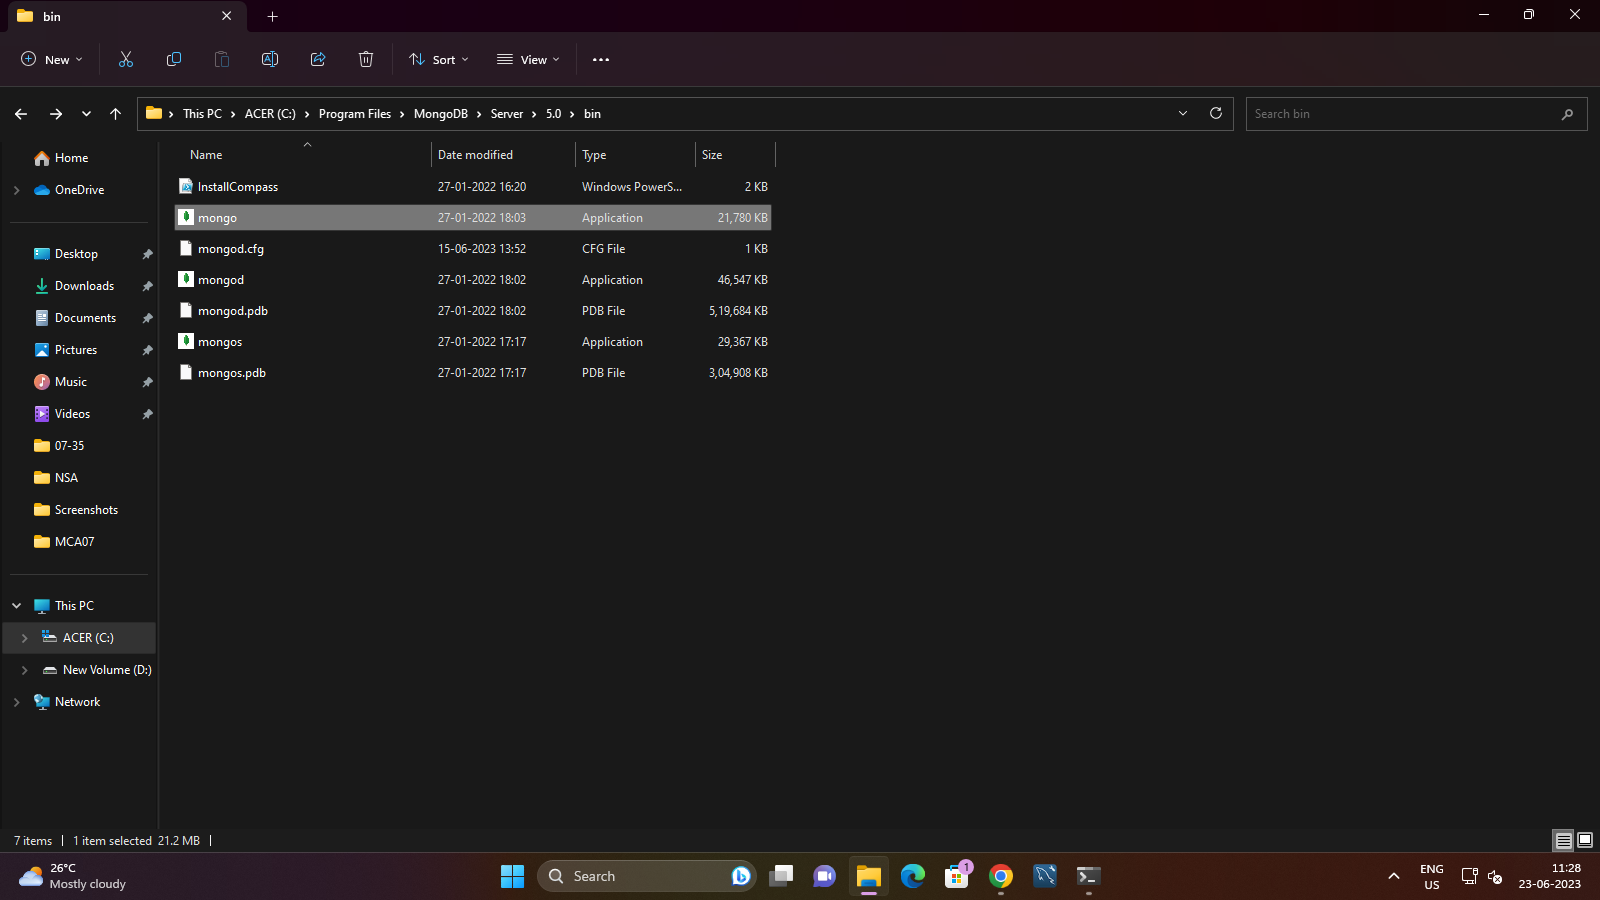 bin
New
Sort
View
This PC
ACER (C:)
Program Files
MongoDB
Server
5.0
bin
Search bin
Name
Date modified
Type
Size
Home
OneDrive
Desktop
Downloads
Documents
Pictures
Music
Videos
07-35
NSA
Screenshots
MCA07
This PC
ACER (C:)
New Volume (D:)
Network
InstallCompass 27-01-2022 16:20 Windows PowerS... 2 KB
mongo 27-01-2022 18:03 Application 21,780 KB
mongod.cfg 15-06-2023 13:52 CFG File 1 KB
mongod 27-01-2022 18:02 Application 46,547 KB
mongod.pdb 27-01-2022 18:02 PDB File 5,19,684 KB
mongos 27-01-2022 17:17 Application 29,367 KB
mongos.pdb 27-01-2022 17:17 PDB File 3,04,908 KB
7 items 1 item selected 21.2 MB
26°C
Mostly cloudy
Search
1
ENG
US
11:28
23-06-2023